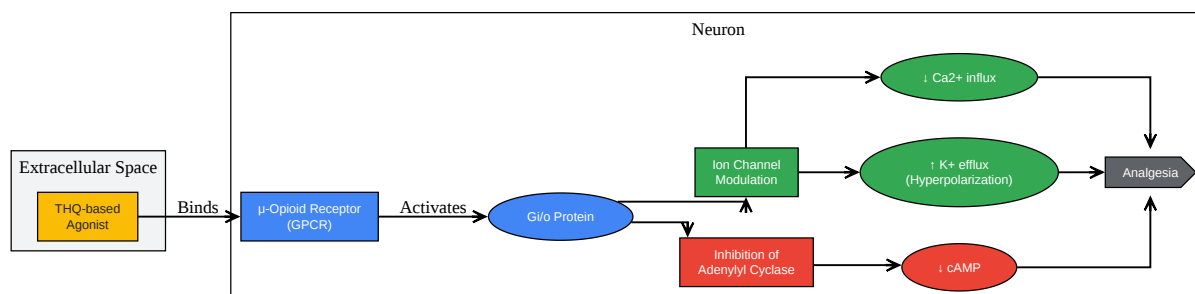 Neuron
Extracellular Space
THQ-based
Agonist
Binds
μ-Opioid Receptor
(GPCR)
Activates
Gi/o Protein
Ion Channel
Modulation
↓ Ca2+ influx
↑ K+ efflux
(Hyperpolarization)
Inhibition of
Adenylyl Cyclase
↓ cAMP
Analgesia